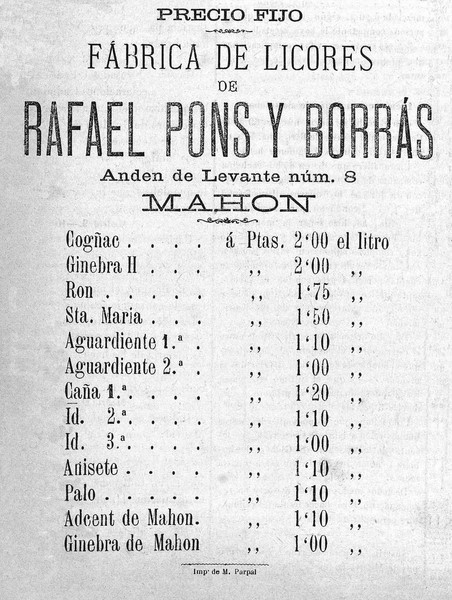 PRECIO FIJO
FÁBRICA DE LICORES
DE
RAFAEL PONS Y BORRÁS
Anden de Levante núm. 8
MAHON
Cogñac . . . . á Ptas. 2‘00 el litro
Ginebra II . . . ,, 2‘00 ,,
Ron . . . . . ,, 1‘75 ,,
Sta. Maria . . . ,, 1‘50 ,,
Aguardiente 1.ª . ,, 1‘10 ,,
Aguardiente 2.ª . ,, 1‘00 ,,
Caña 1.ª . . . . ,, 1‘20 ,,
Id. 2.ª . . . . ,, 1‘10 ,,
Id. 3.ª . . . . ,, 1‘00 ,,
Anisete . . . . ,, 1‘10 ,,
Palo . . . . . ,, 1‘10 ,,
Adcent de Mahon. ,, 1‘10 ,,
Ginebra de Mahon ,, 1‘00 ,,
Imp‘ de M. Parpal